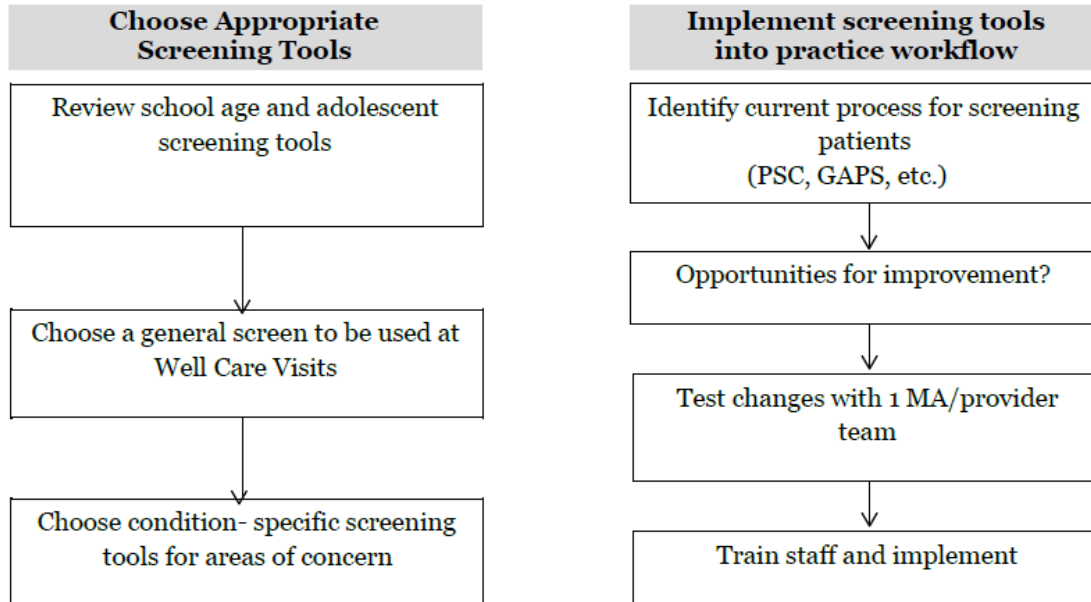 Choose Appropriate
Screening Tools
Review school age and adolescent
screening tools
Choose a general screen to be used at
Well Care Visits
Choose condition- specific screening
tools for areas of concern
Implement screening tools
into practice workflow
Identify current process for screening
patients
(PSC, GAPS, etc.)
Opportunities for improvement?
Test changes with 1 MA/provider
team
Train staff and implement